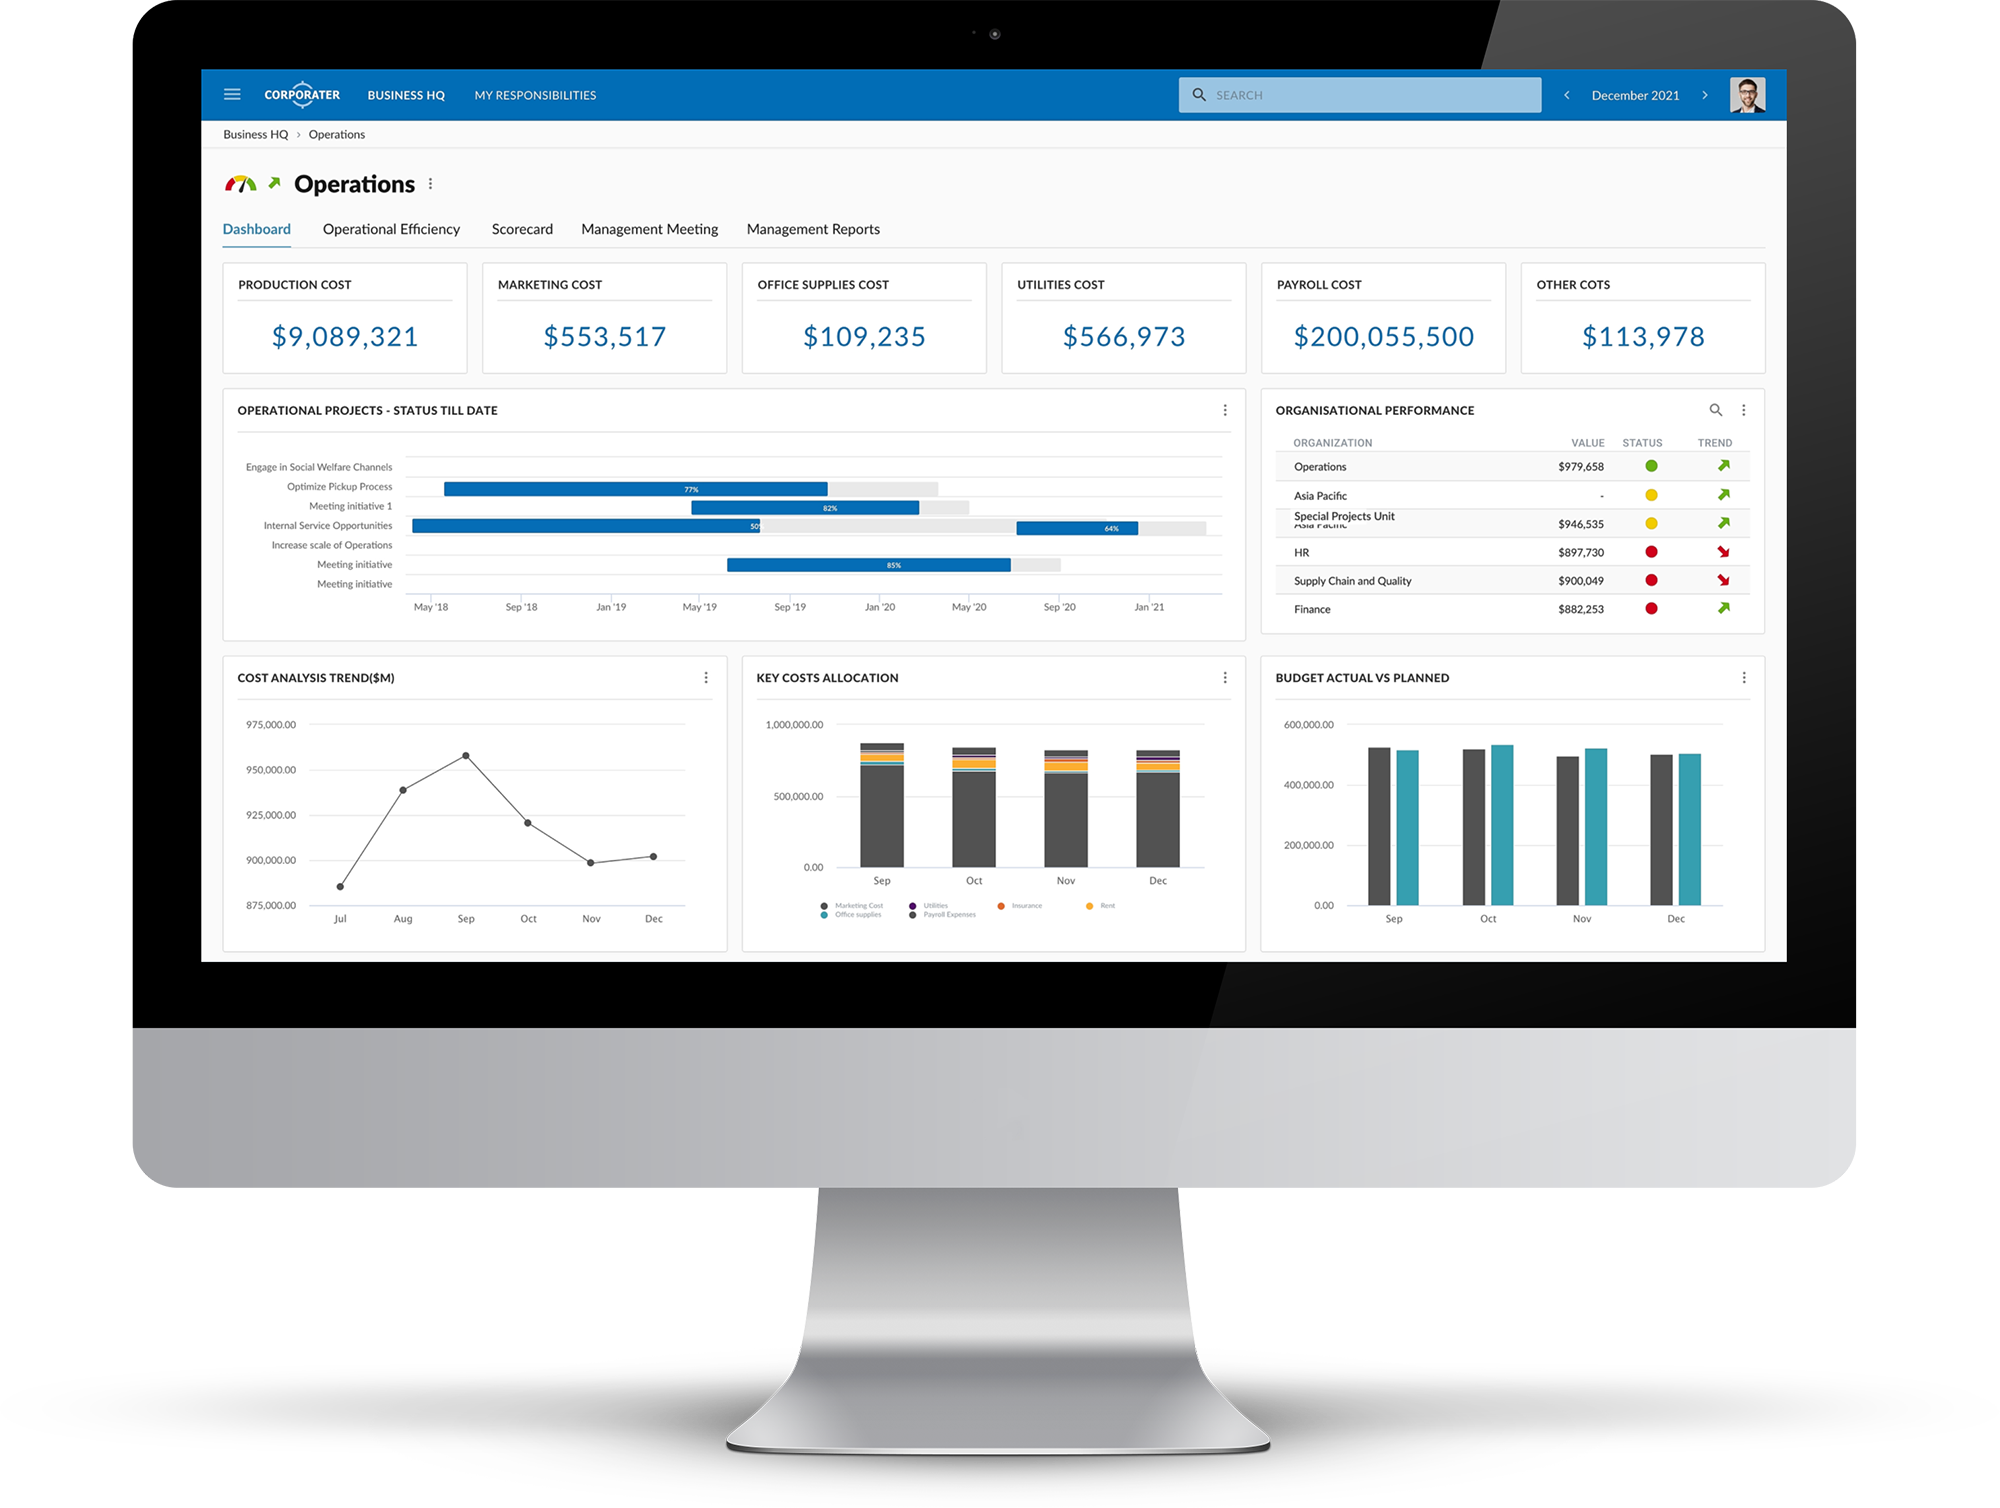 CORPORATER BUSINESS HQ MY RESPONSIBILITIES SEARCH December 2021
Business HQ › Operations
Operations
Dashboard Operational Efficiency Scorecard Management Meeting Management Reports
PRODUCTION COST
$9,089,321
MARKETING COST
$553,517
OFFICE SUPPLIES COST
$109,235
UTILITIES COST
$566,973
PAYROLL COST
$200,055,500
OTHER COTS
$113,978
OPERATIONAL PROJECTS - STATUS TILL DATE
Engage in Social Welfare Channels
Optimize Pickup Process 77%
Meeting initiative 1 82%
Internal Service Opportunities 50% 64%
Increase scale of Operations
Meeting initiative 85%
Meeting initiative
May '18 Sep '18 Jan '19 May '19 Sep '19 Jan '20 May '20 Sep '20 Jan '21
ORGANISATIONAL PERFORMANCE
ORGANIZATION VALUE STATUS TREND
Operations $979,658
Asia Pacific -
Special Projects Unit
Asia Pacific $946,535
HR $897,730
Supply Chain and Quality $900,049
Finance $882,253
COST ANALYSIS TREND($M)
975,000.00
950,000.00
925,000.00
900,000.00
875,000.00
Jul Aug Sep Oct Nov Dec
KEY COSTS ALLOCATION
1,000,000.00
500,000.00
0.00
Sep Oct Nov Dec
Marketing Cost Utilities Insurance Rent
Office supplies Payroll Expenses
BUDGET ACTUAL VS PLANNED
600,000.00
400,000.00
200,000.00
0.00
Sep Oct Nov Dec